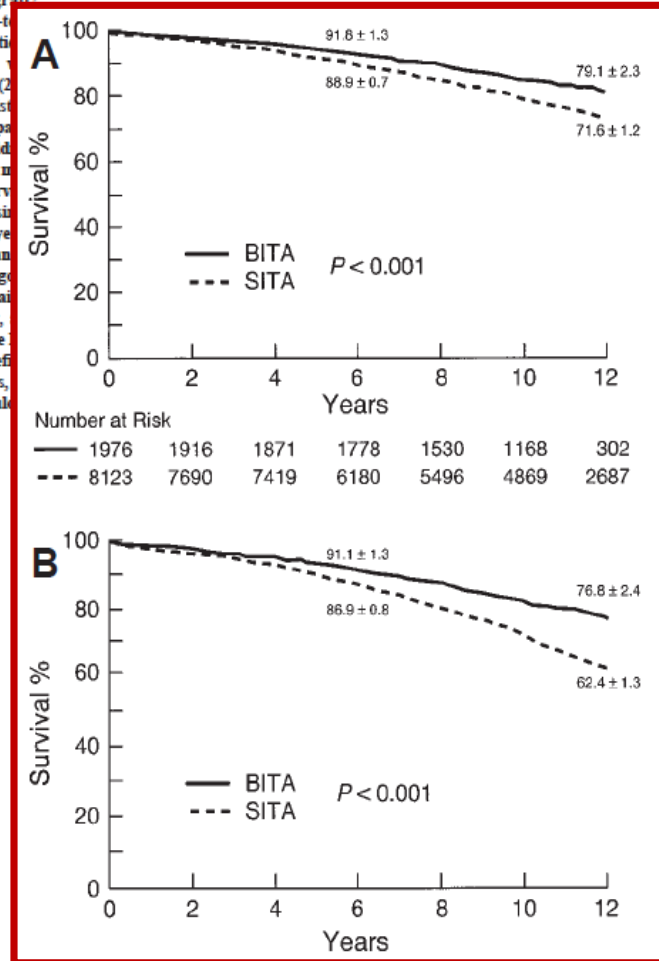 A
100
80
60
40
20
0
Survival %
91.8 ± 1.3
79.1 ± 2.3
88.9 ± 0.7
71.6 ± 1.2
BITA
SITA
P < 0.001
0 2 4 6 8 10 12
Years
Number at Risk
1976 1916 1871 1778 1530 1168 302
8123 7690 7419 6180 5496 4869 2687
B
100
80
60
40
20
0
Survival %
91.1 ± 1.3
76.8 ± 2.4
86.9 ± 0.8
62.4 ± 1.3
BITA
SITA
P < 0.001
0 2 4 6 8 10 12
Years